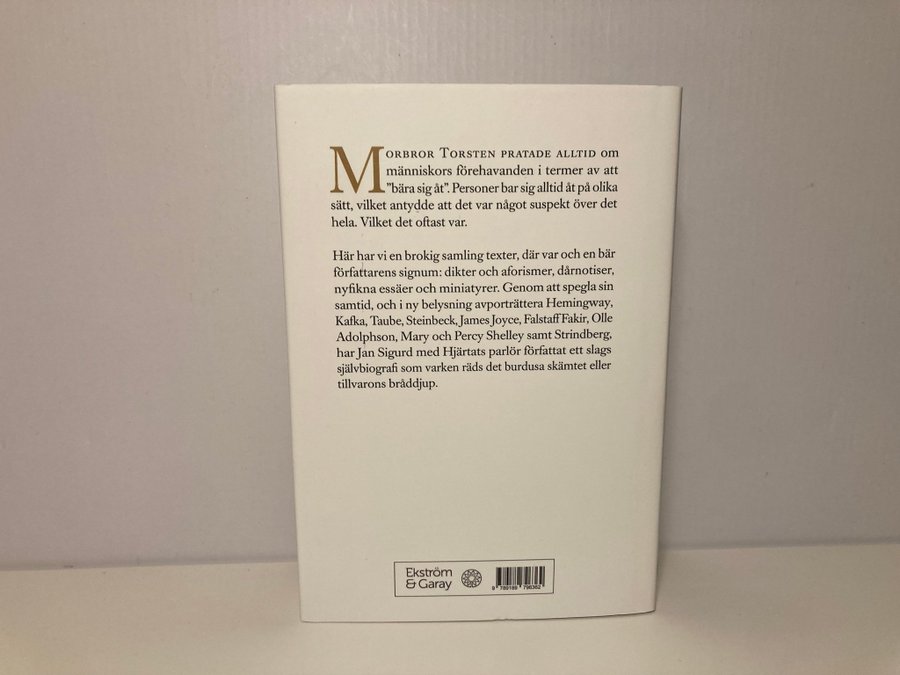 MORBROR TORSTEN PRATADE ALLTID om
människors förehavanden i termer av att
”bära sig åt”. Personer bar sig alltid åt på olika
sätt, vilket antydde att det var något suspekt över det
hela. Vilket det oftast var.
Här har vi en brokig samling texter, där var och en bär
författarens signum: dikter och aforismer, dårnotiser,
nyfikna essäer och miniatyrer. Genom att spegla sin
samtid, och i ny belysning avporträttera Hemingway,
Kafka, Taube, Steinbeck, James Joyce, Falstaff Fakir, Olle
Adolphson, Mary och Percy Shelley samt Strindberg,
har Jan Sigurd med Hjärtats parlör författat ett slags
självbiografi som varken räds det burdusa skämtet eller
tillvarons bråddjup.
Ekström
& Garay
9 789189 796362